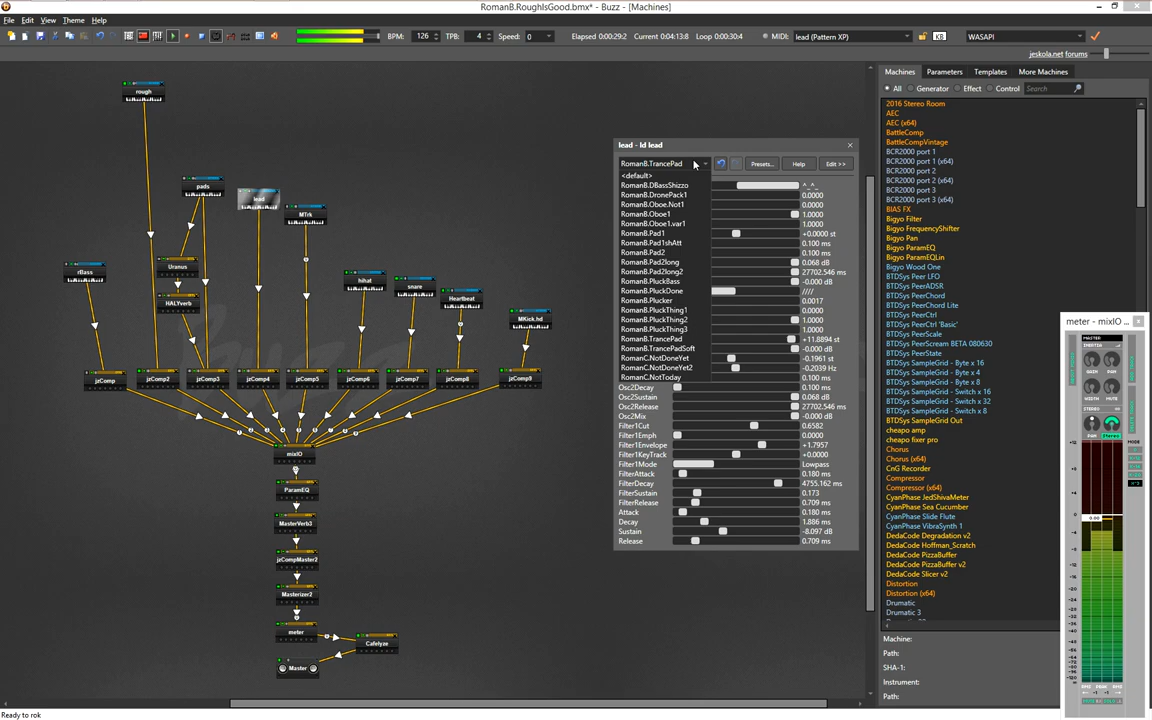 RomanB.RoughIsGood.bmx* - Buzz - [Machines]
File Edit View Theme Help
BPM: 126 TPB: 4 Speed: 0 Elapsed 0:00:29:2 Current 0:04:13:8 Loop 0:00:30:4 MIDI: lead (Pattern XP) KB WASAPI
jeskola.net forums
Machines Parameters Templates More Machines
All Generator Effect Control Search
rough
pads
lead
MTrk
rBass
Uranus
HALYverb
hihat
snare
Heartbeat
MKick.hd
jzComp
jzComp2
jzComp3
jzComp4
jzComp5
jzComp6
jzComp7
jzComp8
jzComp9
mixIO
ParamEQ
MasterVerb3
jzCompMaster2
Masterizer2
meter
Cafelyze
Master
lead - ld lead
RomanB.TrancePad Presets... Help Edit >>
<default>
RomanB.DBassShizzo ^_^_
RomanB.DronePack1 0.0000
RomanB.Oboe.Not1 0.0000
RomanB.Oboe1 1.0000
RomanB.Oboe1.var1 1.0000
RomanB.Pad1 +0.0000 st
RomanB.Pad1shAtt 0.100 ms
RomanB.Pad2 0.100 ms
RomanB.Pad2long 0.068 dB
RomanB.Pad2long2 27702.546 ms
RomanB.PluckBass -0.000 dB
RomanB.PluckDone ////
RomanB.Plucker 0.0017
RomanB.PluckThing1 0.0000
RomanB.PluckThing2 1.0000
RomanB.PluckThing3 1.0000
RomanB.TrancePad +11.8894 st
RomanB.TrancePadSoft -0.000 dB
RomanC.NotDoneYet -0.1961 st
RomanC.NotDoneYet2 -0.2039 Hz
RomanC.NotToday 0.100 ms
Osc2Decay 0.100 ms
Osc2Sustain 0.068 dB
Osc2Release 27702.546 ms
Osc2Mix -0.000 dB
Filter1Cut 0.6582
Filter1Emph 0.0000
Filter1Envelope +1.7957
Filter1KeyTrack +0.0000
Filter1Mode Lowpass
FilterAttack 0.180 ms
FilterDecay 4755.162 ms
FilterSustain 0.173
FilterRelease 0.709 ms
Attack 0.180 ms
Decay 1.886 ms
Sustain -8.097 dB
Release 0.709 ms
2016 Stereo Room
AEC
AEC (x64)
BattleComp
BattleCompVintage
BCR2000 port 1
BCR2000 port 1 (x64)
BCR2000 port 2
BCR2000 port 2 (x64)
BCR2000 port 3
BCR2000 port 3 (x64)
BIAS FX
Bigyo Filter
Bigyo FrequencyShifter
Bigyo Pan
Bigyo ParamEQ
Bigyo ParamEQLin
Bigyo Wood One
BTDSys Peer LFO
BTDSys PeerADSR
BTDSys PeerChord
BTDSys PeerChord Lite
BTDSys PeerCtrl
BTDSys PeerCtrl 'Basic'
BTDSys PeerScale
BTDSys PeerSines BETA 080630
BTDSys PeerState
BTDSys SampleGrid - Byte x 16
BTDSys SampleGrid - Byte x 4
BTDSys SampleGrid - Byte x 8
BTDSys SampleGrid - Switch x 16
BTDSys SampleGrid - Switch x 32
BTDSys SampleGrid - Switch x 8
BTDSys SampleGrid Out
cheapo amp
cheapo fixer pro
Chorus
Chorus (x64)
CnG Recorder
Compressor
Compressor (x64)
CyanPhase JedShivaMeter
CyanPhase Sea Cucumber
CyanPhase Slide Flute
CyanPhase VibraSynth 1
DedaCode Degradation v2
DedaCode Hoffman_Scratch
DedaCode PizzaBuffer
DedaCode PizzaBuffer v2
DedaCode Slicer v2
Distortion
Distortion (x64)
Drumatic
Drumatic 3
Machine:
Path:
SHA-1:
Instrument:
Path:
meter - mixIO ...
MASTER
INERTIA
GAIN PAN
WIDTH MUTE
STEREO
PAN Stereo
MODE
0.00
Ready to rok